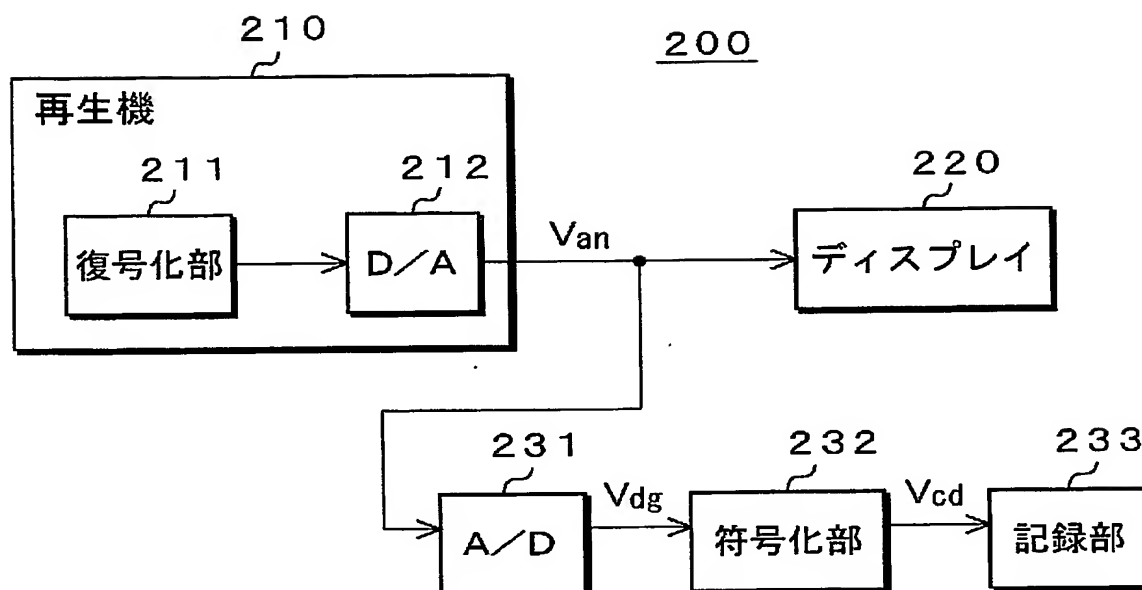 210
200
再生機
211
212
220
復号化部
D/A
Van
ディスプレイ
231
232
233
A/D
Vdg
符号化部
Vcd
記録部